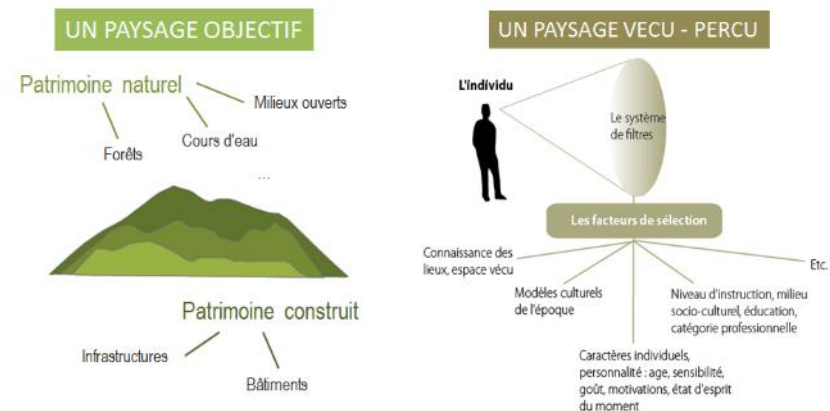 UN PAYSAGE OBJECTIF
Patrimoine naturel
Milieux ouverts
Cours d'eau
Forêts
...
Patrimoine construit
Infrastructures
Bâtiments
UN PAYSAGE VECU - PERCU
L'indívidu
Le système
de filtres
Les facteurs de sélection
Connaissance des
lieux, espace vécu
Modèles culturels
de l'époque
Caractères individuels,
personnalité : age, sensibilité,
goût, motivations, état d'esprit
du moment
Niveau d'instruction, milieu
socio-culturel, éducation,
catégorie professionnelle
Etc.